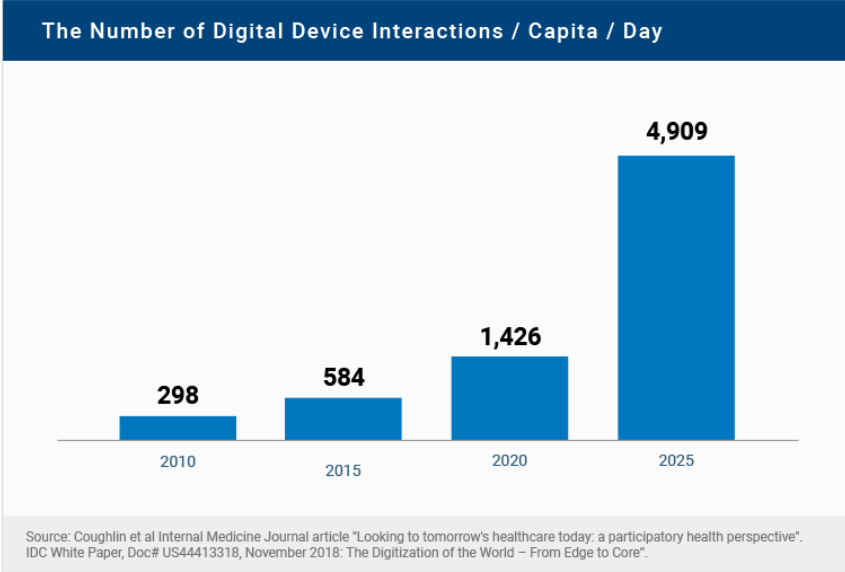 The Number of Digital Device Interactions / Capita / Day
4,909
1,426
584
298
2010
2015
2020
2025
Source: Coughlin et al Internal Medicine Journal article "Looking to tomorrow's healthcare today: a participatory health perspective".
IDC White Paper, Doc# US44413318, November 2018: The Digitization of the World – From Edge to Core".